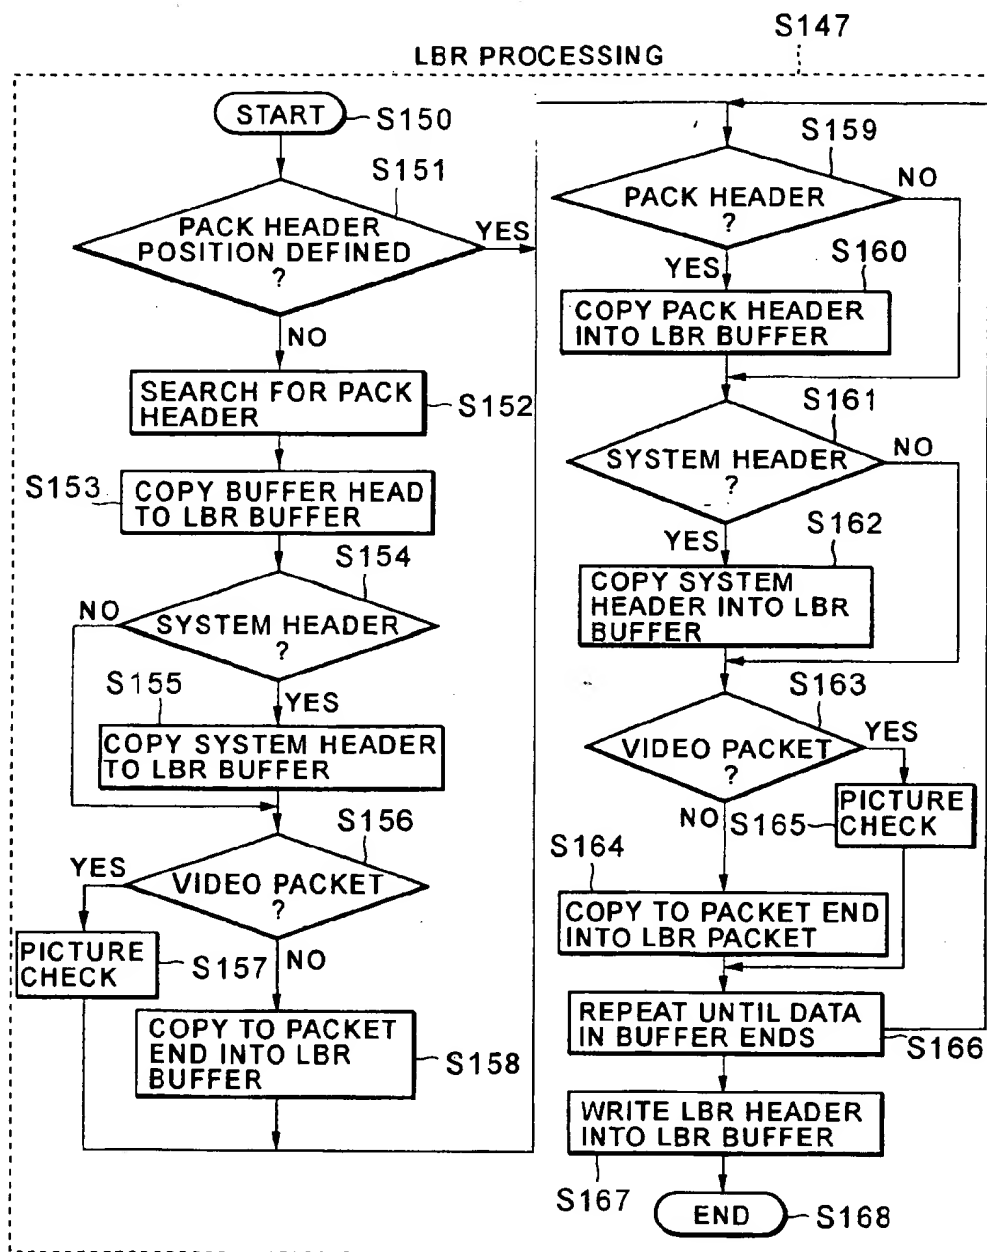 S147
LBR PROCESSING
START
S150
S151
PACK HEADER
POSITION DEFINED
?
YES
NO
SEARCH FOR PACK
HEADER
S152
S153
COPY BUFFER HEAD
TO LBR BUFFER
S154
NO
SYSTEM HEADER
?
S155
YES
COPY SYSTEM HEADER
TO LBR BUFFER
S156
YES
VIDEO PACKET
?
PICTURE
CHECK
S157
NO
COPY TO PACKET
END INTO LBR
BUFFER
S158
S159
NO
PACK HEADER
?
YES
S160
COPY PACK HEADER
INTO LBR BUFFER
S161
NO
SYSTEM HEADER
?
YES
S162
COPY SYSTEM
HEADER INTO LBR
BUFFER
S163
YES
VIDEO PACKET
?
NO
S165
PICTURE
CHECK
S164
COPY TO PACKET END
INTO LBR PACKET
REPEAT UNTIL DATA
IN BUFFER ENDS
S166
WRITE LBR HEADER
INTO LBR BUFFER
S167
END
S168